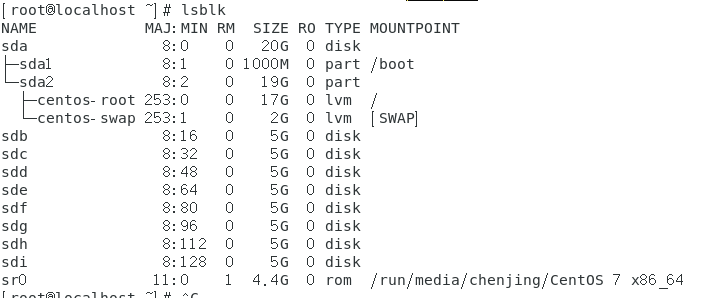 [root@localhost ~]# lsblk
NAME            MAJ:MIN RM  SIZE RO TYPE MOUNTPOINT
sda               8:0    0   20G  0 disk
├─sda1            8:1    0 1000M  0 part /boot
└─sda2            8:2    0   19G  0 part
  ├─centos-root 253:0    0   17G  0 lvm  /
  └─centos-swap 253:1    0    2G  0 lvm  [SWAP]
sdb               8:16   0    5G  0 disk
sdc               8:32   0    5G  0 disk
sdd               8:48   0    5G  0 disk
sde               8:64   0    5G  0 disk
sdf               8:80   0    5G  0 disk
sdg               8:96   0    5G  0 disk
sdh               8:112  0    5G  0 disk
sdi               8:128  0    5G  0 disk
sr0              11:0    1  4.4G  0 rom  /run/media/chenjing/CentOS 7 x86_64
[root@localhost ~]# ^C